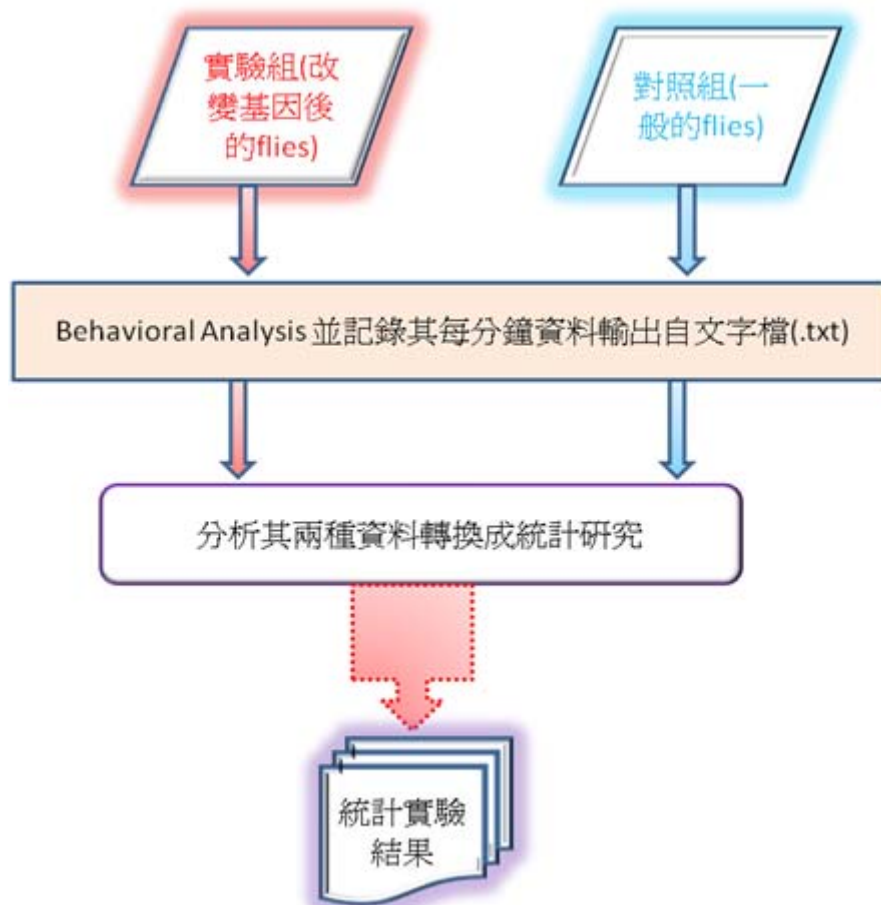 實驗組(改
變基因後
的flies)
對照組(一
般的flies)
Behavioral Analysis 並記錄其每分鐘資料輸出自文字檔(.txt)
分析其兩種資料轉換成統計研究
統計實驗
結果